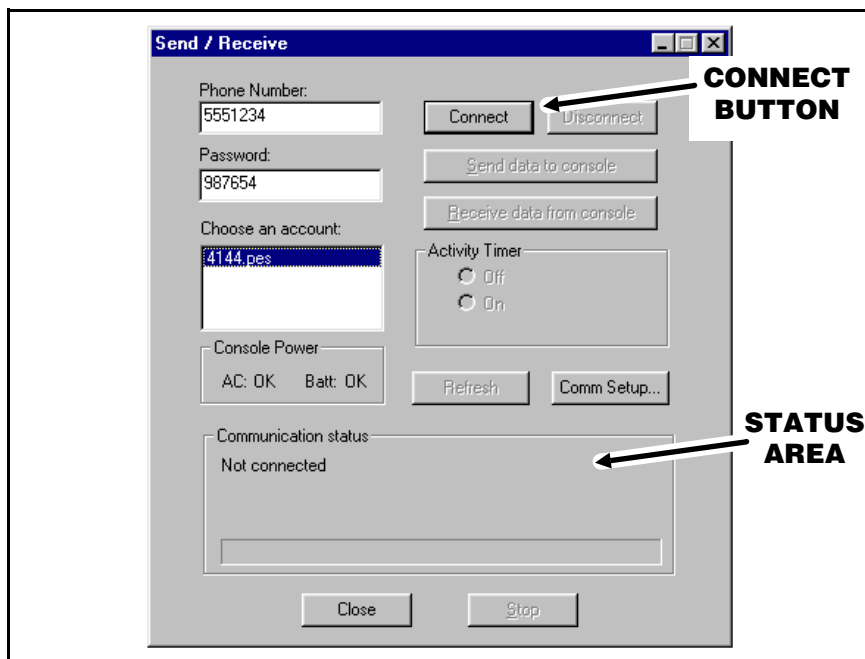 Send / Receive
CONNECT
BUTTON
Phone Number:
5551234
Connect
Disconnect
Password:
987654
Send data to console
Receive data from console
Choose an account:
4144.pes
Activity Timer
Off
On
Console Power
AC: OK Batt: OK
Refresh
Comm Setup...
STATUS
AREA
Communication status
Not connected
Close
Stop